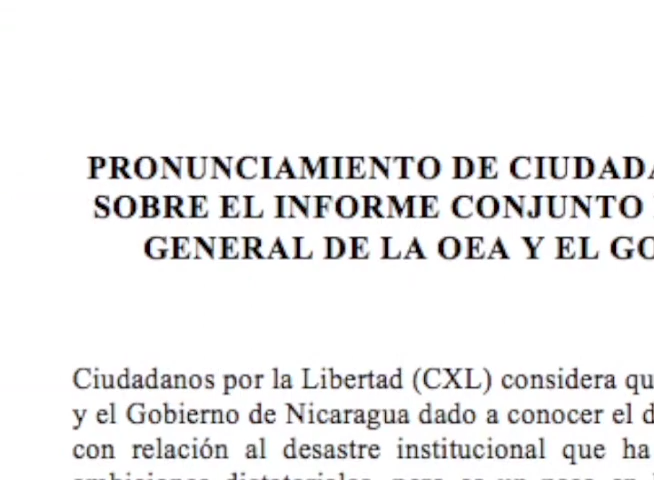 PRONUNCIAMIENTO DE CIUDADA
SOBRE EL INFORME CONJUNTO
GENERAL DE LA OEA Y EL GO
Ciudadanos por la Libertad (CXL) considera qu
y el Gobierno de Nicaragua dado a conocer el d
con relación al desastre institucional que ha